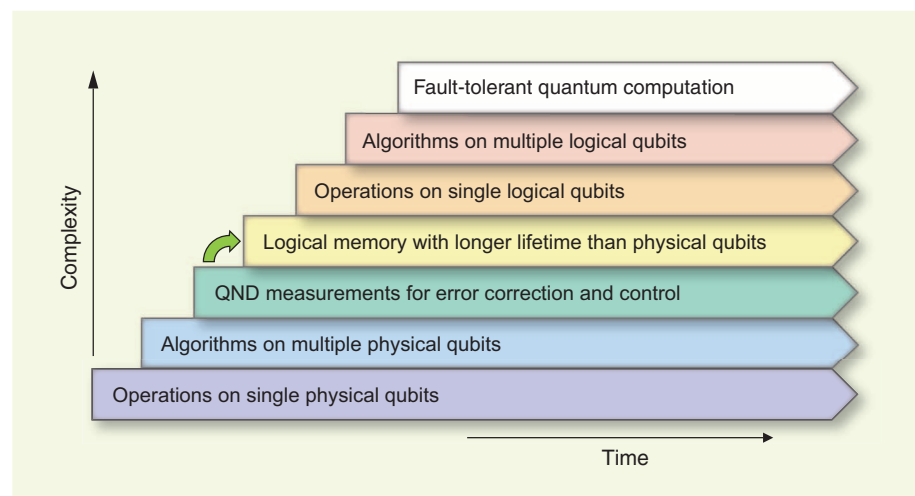 Fault-tolerant quantum computation
Algorithms on multiple logical qubits
Operations on single logical qubits
Logical memory with longer lifetime than physical qubits
QND measurements for error correction and control
Algorithms on multiple physical qubits
Operations on single physical qubits
Complexity
Time